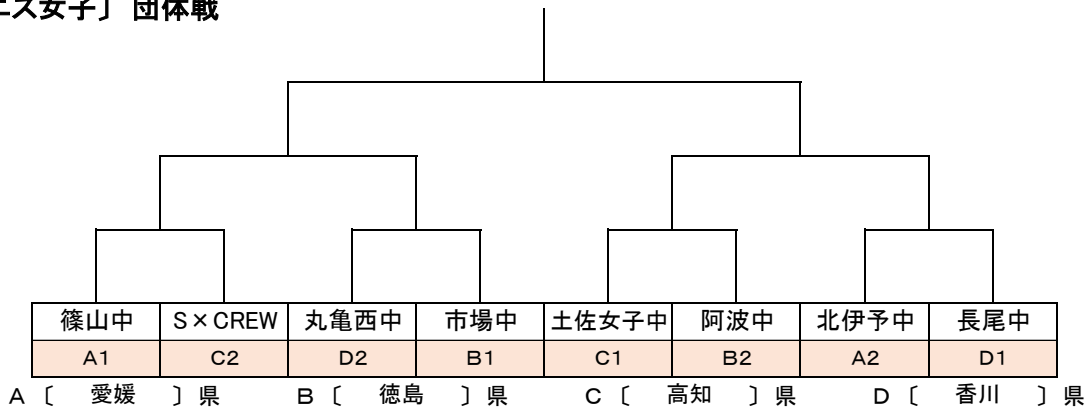 ニス女子〕 団体戦
篠山中 S×CREW 丸亀西中 市場中 土佐女子中 阿波中 北伊予中 長尾中
A1 C2 D2 B1 C1 B2 A2 D1
A 〔 愛媛 〕県 B 〔 徳島 〕県 C 〔 高知 〕県 D 〔 香川 〕県